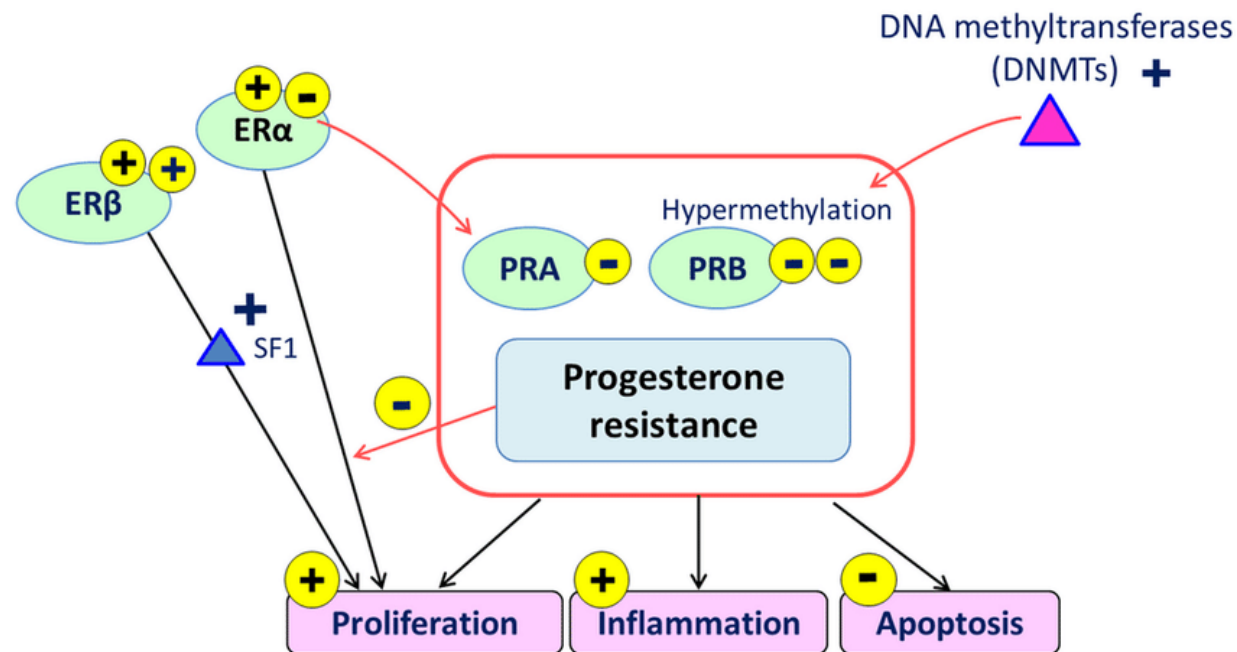 DNA methyltransferases
(DNMTs) +
+ -
ERα
+ +
ERβ
Hypermethylation
PRA -
PRB - -
+
SF1
Progesterone
resistance
-
+
Proliferation
+
Inflammation
-
Apoptosis